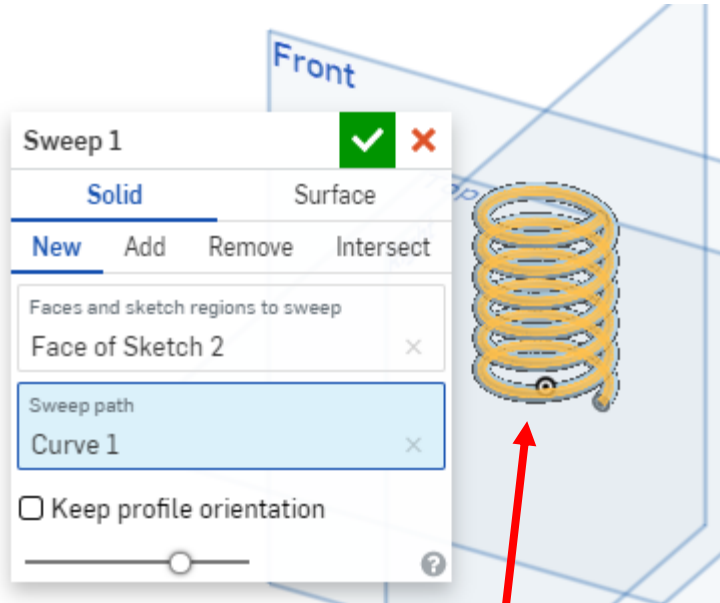 Front
Top
Sweep 1
Solid Surface
New Add Remove Intersect
Faces and sketch regions to sweep
Face of Sketch 2
Sweep path
Curve 1
Keep profile orientation